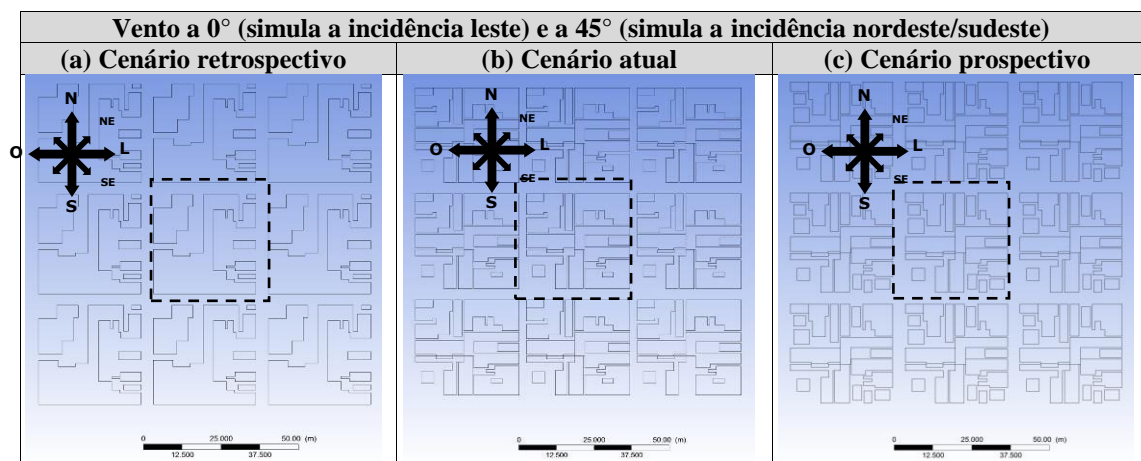 Vento a 0° (simula a incidência leste) e a 45° (simula a incidência nordeste/sudeste)
(a) Cenário retrospectivo
(b) Cenário atual
(c) Cenário prospectivo
N
NE
O
L
SE
S
N
NE
O
L
SE
S
N
NE
O
L
SE
S
0 25.000 50.00 (m)
12.500 37.500
0 25.000 50.00 (m)
12.500 37.500
0 25.000 50.00 (m)
12.500 37.500